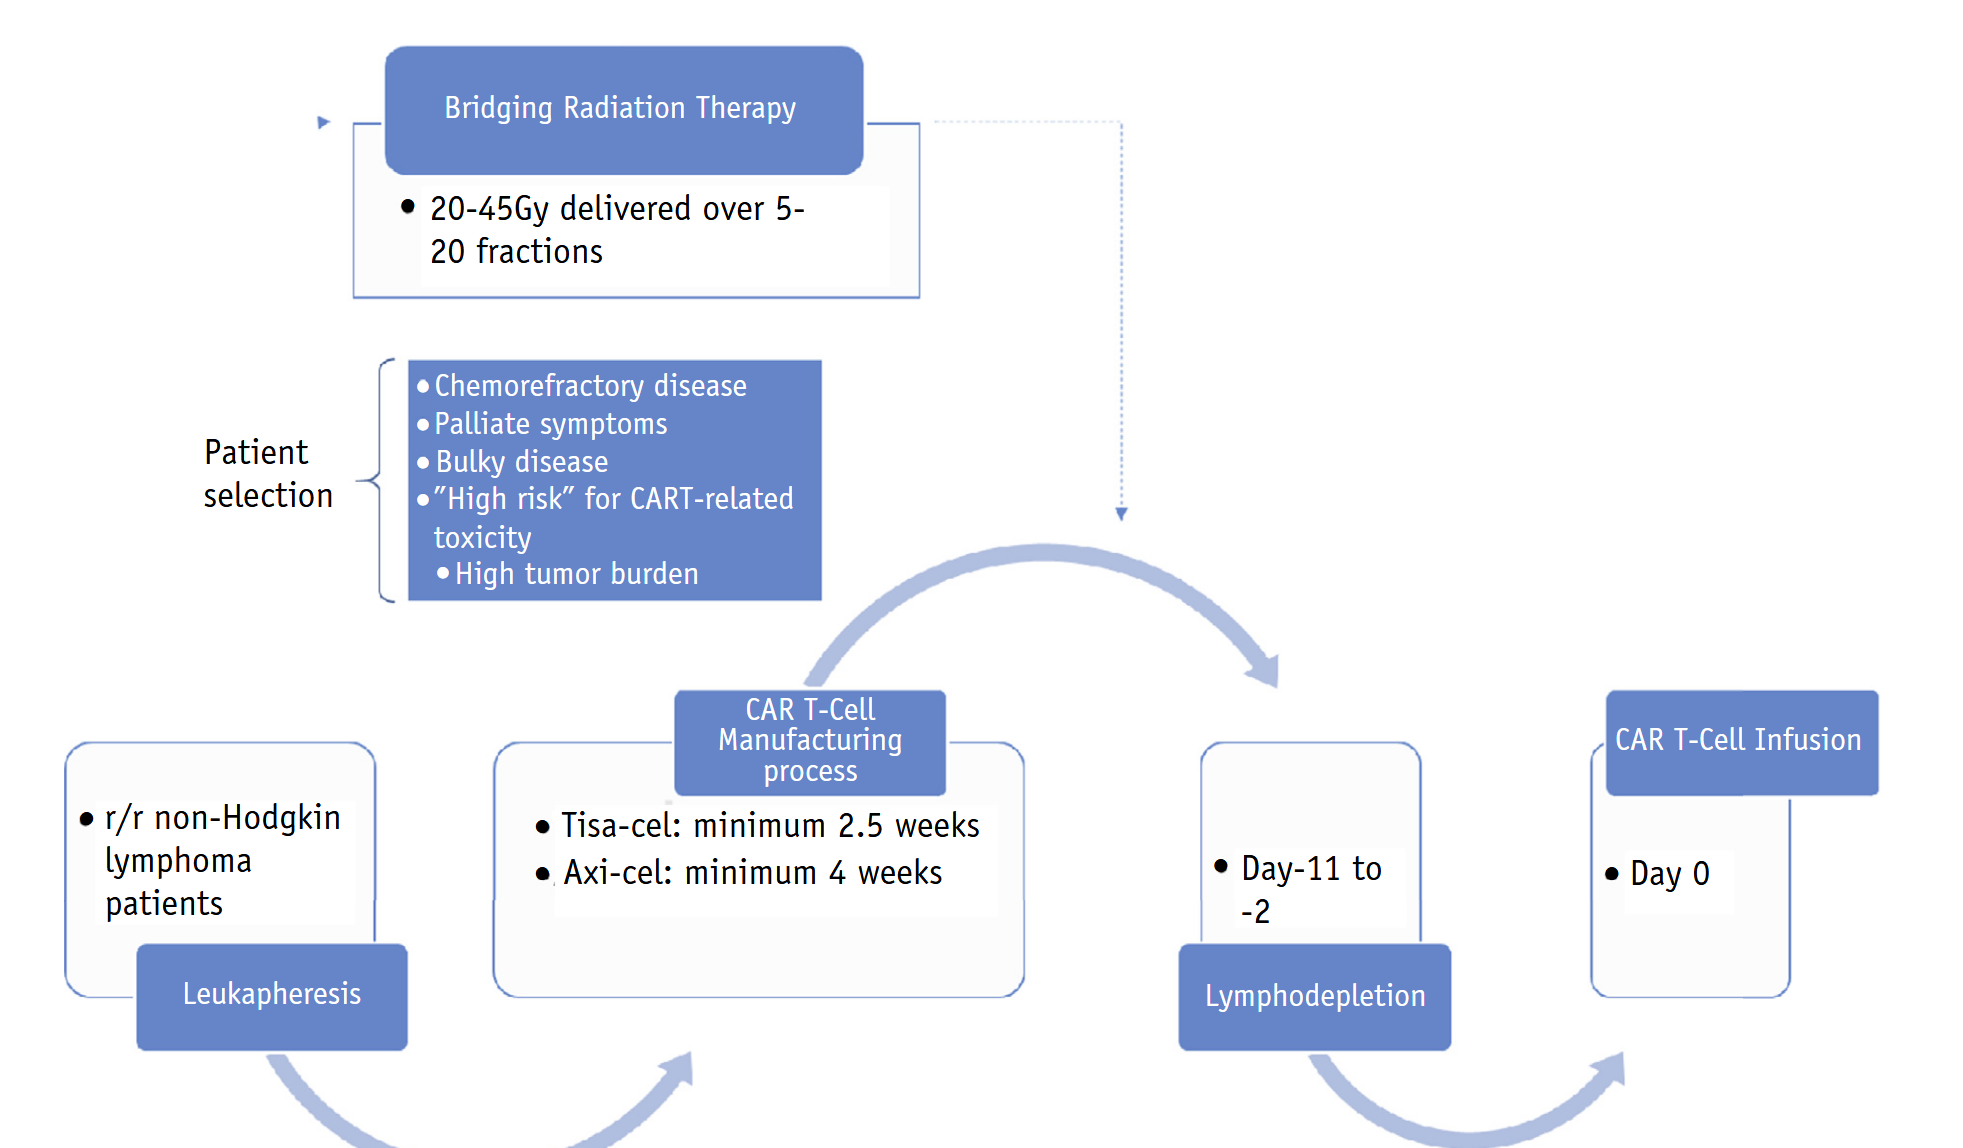 Bridging Radiation Therapy
• 20-45Gy delivered over 5-
20 fractions
Patient
selection
• Chemorefractory disease
• Palliate symptoms
• Bulky disease
• ″High risk″ for CART-related
toxicity
• High tumor burden
• r/r non-Hodgkin
lymphoma
patients
Leukapheresis
CAR T-Cell
Manufacturing
process
• Tisa-cel: minimum 2.5 weeks
• Axi-cel: minimum 4 weeks
• Day-11 to
-2
Lymphodepletion
CAR T-Cell Infusion
• Day 0